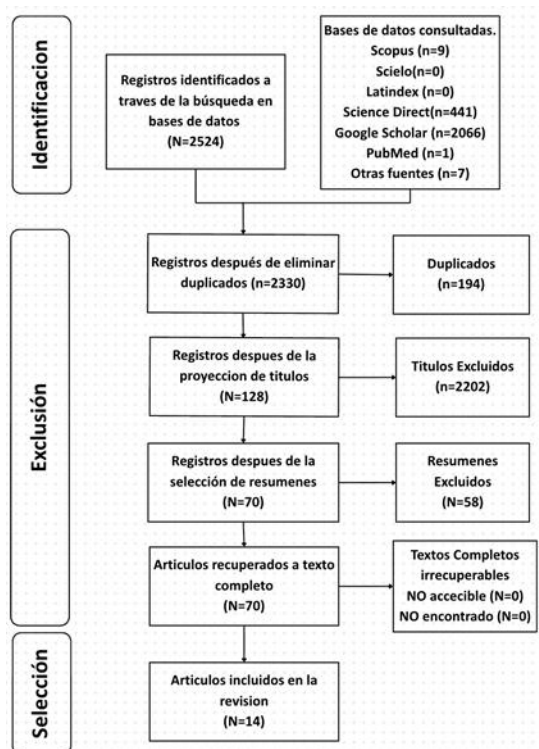 Identificacion
Registros identificados a
traves de la búsqueda en
bases de datos
(N=2524)
Bases de datos consultadas.
Scopus (n=9)
Scielo(n=0)
Latindex (n=0)
Science Direct(n=441)
Google Scholar (n=2066)
PubMed (n=1)
Otras fuentes (n=7)
Exclusión
Registros después de eliminar
duplicados (n=2330)
Duplicados
(n=194)
Registros despues de la
proyeccion de titulos
(N=128)
Titulos Excluidos
(n=2202)
Registros despues de la
selección de resumenes
(N=70)
Resumenes
Excluidos
(N=58)
Articulos recuperados a texto
completo
(N=70)
Textos Completos
irrecuperables
NO accecible (N=0)
NO encontrado (N=0)
Selección
Articulos incluidos en la
revision
(N=14)